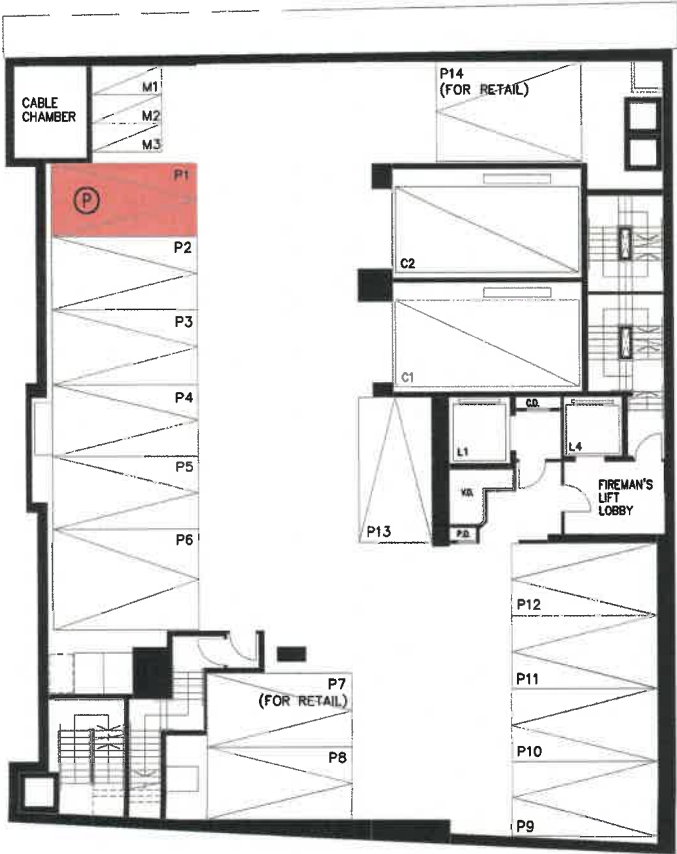 CABLE
CHAMBER
M1
M2
M3
P14
(FOR RETAIL)
P1
P
P2
C2
P3
C1
P4
C.D.
L1
L4
P5
V.D.
FIREMAN'S
LIFT
LOBBY
P6
P13
P.D.
P12
P7
(FOR RETAIL)
P11
P8
P10
P9